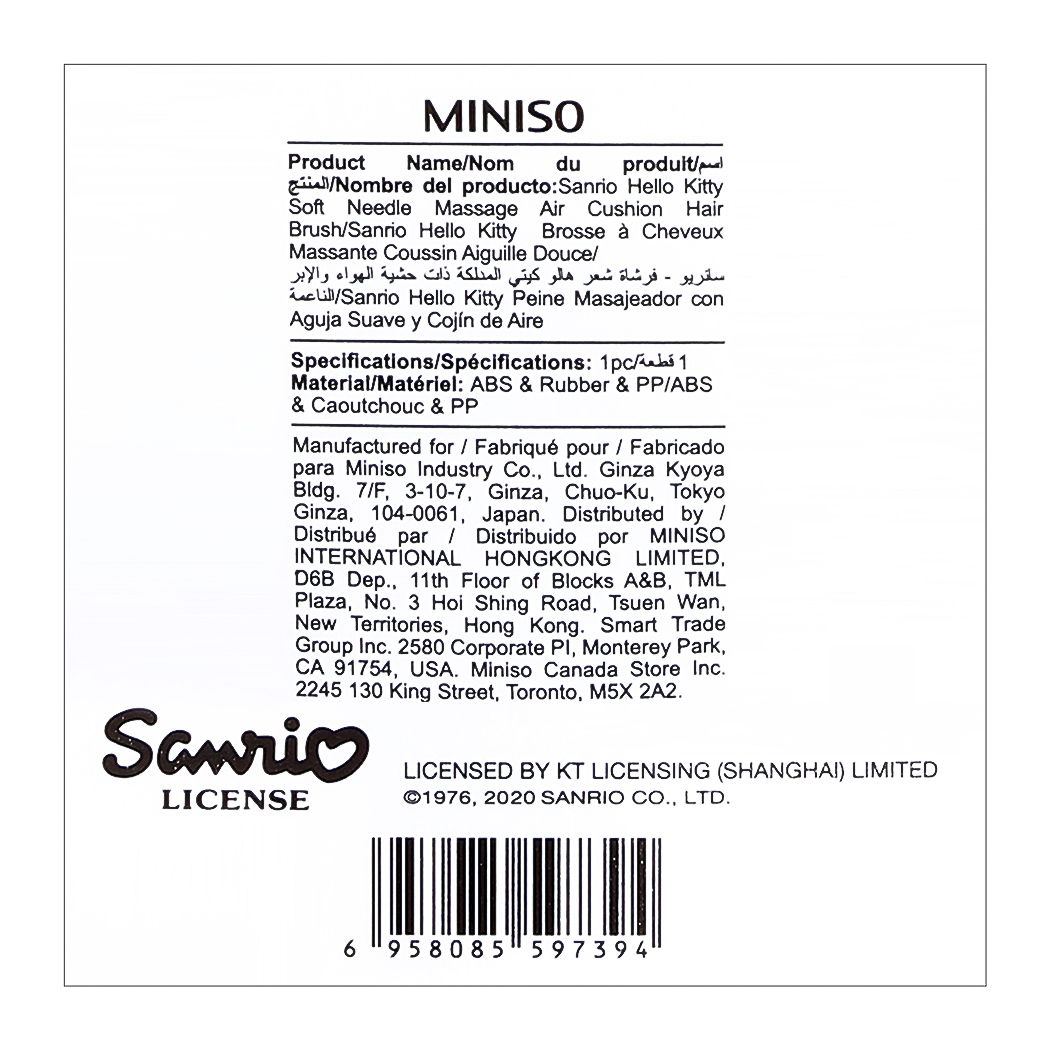 MINISO
Product Name/Nom du produit/اسم
المنتج/Nombre del producto:Sanrio Hello Kitty
Soft Needle Massage Air Cushion Hair
Brush/Sanrio Hello Kitty Brosse à Cheveux
Massante Coussin Aiguille Douce/
سانريو - فرشاة شعر هالو كيتي المدلكة ذات حشية الهواء والإبر
الناعمة/Sanrio Hello Kitty Peine Masajeador con
Aguja Suave y Cojín de Aire
Specifications/Spécifications: 1pc/قطعة 1
Material/Matériel: ABS & Rubber & PP/ABS
& Caoutchouc & PP
Manufactured for / Fabriqué pour / Fabricado
para Miniso Industry Co., Ltd. Ginza Kyoya
Bldg. 7/F, 3-10-7, Ginza, Chuo-Ku, Tokyo
Ginza, 104-0061, Japan. Distributed by /
Distribué par / Distribuido por MINISO
INTERNATIONAL HONGKONG LIMITED,
D6B Dep., 11th Floor of Blocks A&B, TML
Plaza, No. 3 Hoi Shing Road, Tsuen Wan,
New Territories, Hong Kong. Smart Trade
Group Inc. 2580 Corporate Pl, Monterey Park,
CA 91754, USA. Miniso Canada Store Inc.
2245 130 King Street, Toronto, M5X 2A2.
Sanrio
LICENSE
LICENSED BY KT LICENSING (SHANGHAI) LIMITED
©1976, 2020 SANRIO CO., LTD.
6 958085 597394